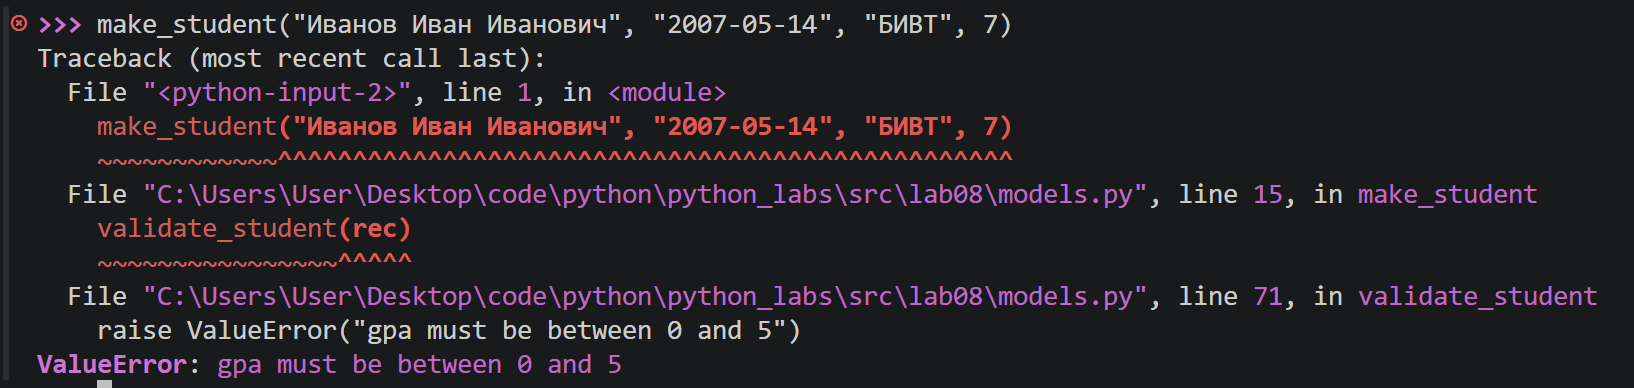 >>> make_student("Иванов Иван Иванович", "2007-05-14", "БИВТ", 7)
Traceback (most recent call last):
  File "<python-input-2>", line 1, in <module>
    make_student("Иванов Иван Иванович", "2007-05-14", "БИВТ", 7)
    ~~~~~~~~~~~~^^^^^^^^^^^^^^^^^^^^^^^^^^^^^^^^^^^^^^^^^^^^^^^^^
  File "C:\Users\User\Desktop\code\python\python_labs\src\lab08\models.py", line 15, in make_student
    validate_student(rec)
    ~~~~~~~~~~~~~~~~^^^^^
  File "C:\Users\User\Desktop\code\python\python_labs\src\lab08\models.py", line 71, in validate_student
    raise ValueError("gpa must be between 0 and 5")
ValueError: gpa must be between 0 and 5